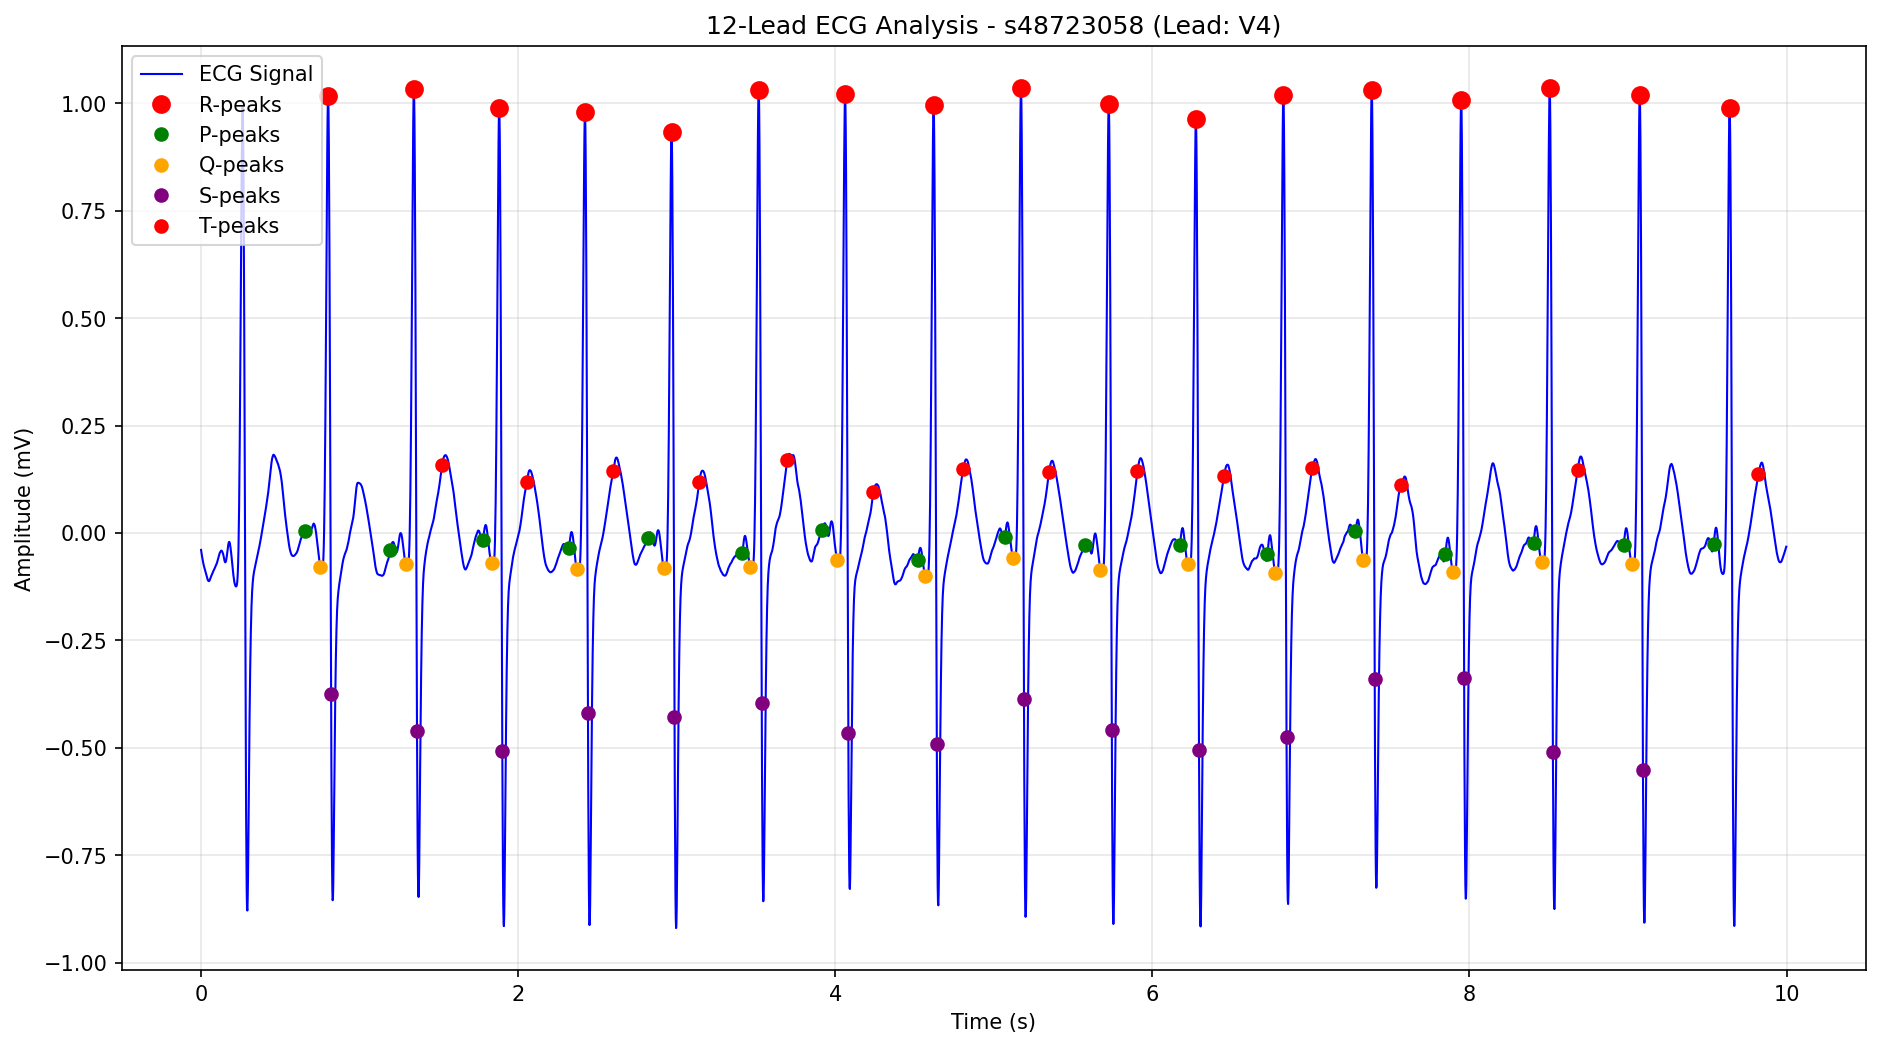 12-Lead ECG Analysis - s48723058 (Lead: V4)
ECG Signal
R-peaks
P-peaks
Q-peaks
S-peaks
T-peaks
1.00
0.75
0.50
0.25
0.00
−0.25
−0.50
−0.75
−1.00
Amplitude (mV)
0 2 4 6 8 10
Time (s)